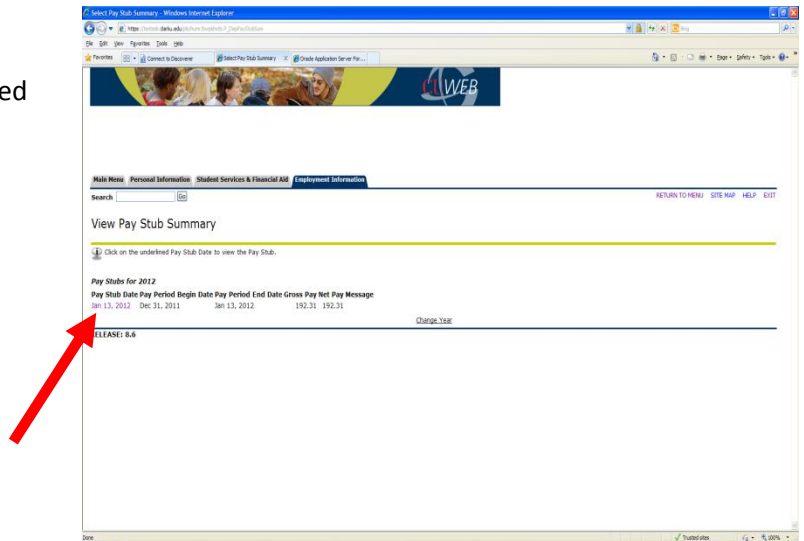 Select Pay Stub Summary - Windows Internet Explorer
File Edit View Favorites Tools Help
Favorites Connect to Discoverer Select Pay Stub Summary X Oracle Application Server For... Page Safety Tools
ed
WEB
Main Menu Personal Information Student Services & Financial Aid Employment Information
Search Go RETURN TO MENU SITE MAP HELP EXIT
View Pay Stub Summary
Click on the underlined Pay Stub Date to view the Pay Stub.
Pay Stubs for 2012
Pay Stub Date Pay Period Begin Date Pay Period End Date Gross Pay Net Pay Message
Jan 13, 2012 Dec 31, 2011 Jan 13, 2012 192.31 192.31
Change Year
RELEASE: 8.6
Done Trusted sites 100%